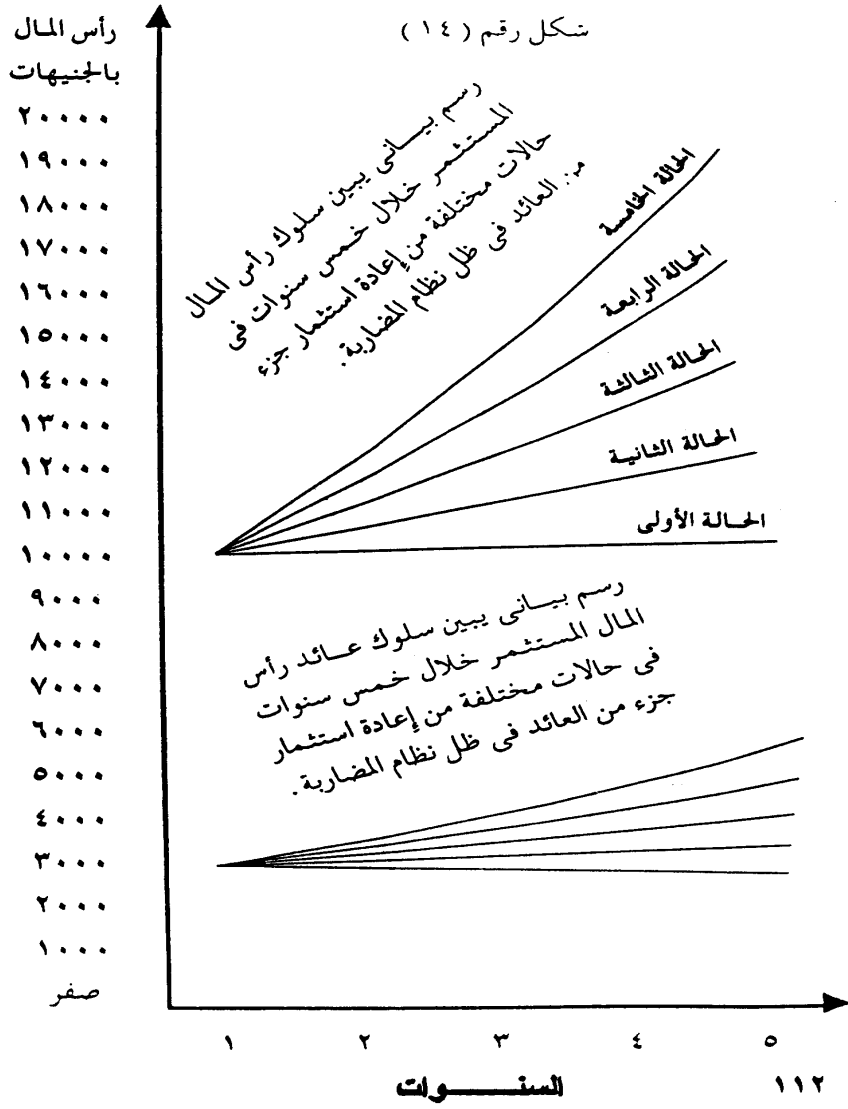 شكل رقم ( ١٤ )
رأس المال
بالجنيهات
٢٠٠٠٠
١٩٠٠٠
١٨٠٠٠
١٧٠٠٠
١٦٠٠٠
١٥٠٠٠
١٤٠٠٠
١٣٠٠٠
١٢٠٠٠
١١٠٠٠
١٠٠٠٠
٩٠٠٠
٨٠٠٠
٧٠٠٠
٦٠٠٠
٥٠٠٠
٤٠٠٠
٣٠٠٠
٢٠٠٠
١٠٠٠
صفر
رسم بيـانى يبين سلوك رأس المال
المستثمر خلال خمس سنوات فى
حالات مختلفة من إعادة استثمار جزء
من العائد فى ظل نظام المضاربة.
الحالة الخامسة
الحالة الرابعة
الحالة الثالثة
الحالة الثانية
الحالة الأولى
رسم بيـانى يبين سلوك عـائد رأس
المال المستثمر خلال خمس سنوات
فى حالات مختلفة من إعادة استثمار
جزء من العائد فى ظل نظام المضاربة.
١ ٢ ٣ ٤ ٥
السنـــــوات
١١٢